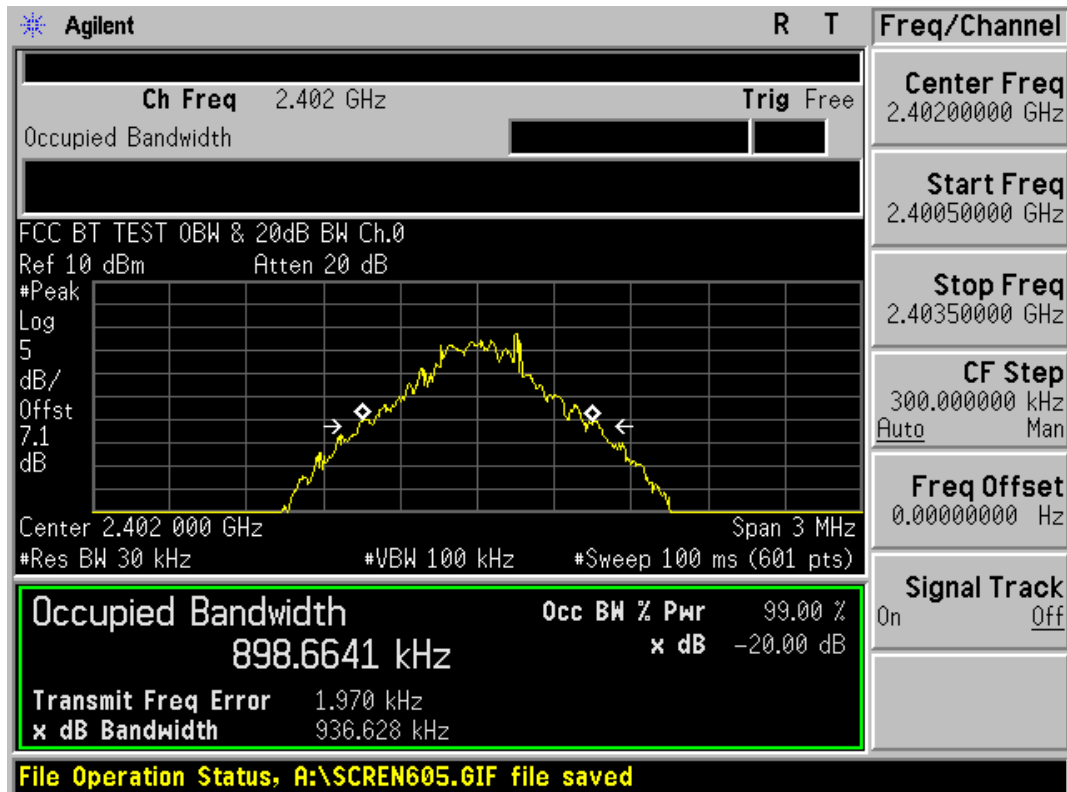 Agilent R T Freq/Channel
Ch Freq 2.402 GHz Trig Free
Occupied Bandwidth
Center Freq
2.40200000 GHz
Start Freq
2.40050000 GHz
Stop Freq
2.40350000 GHz
CF Step
300.000000 kHz
Auto Man
Freq Offset
0.00000000 Hz
Signal Track
On Off
FCC BT TEST OBW & 20dB BW Ch.0
Ref 10 dBm Atten 20 dB
#Peak
Log
5
dB/
Offst
7.1
dB
Center 2.402 000 GHz Span 3 MHz
#Res BW 30 kHz #VBW 100 kHz #Sweep 100 ms (601 pts)
Occupied Bandwidth Occ BW % Pwr 99.00 %
898.6641 kHz x dB -20.00 dB
Transmit Freq Error 1.970 kHz
x dB Bandwidth 936.628 kHz
File Operation Status, A:\SCREN605.GIF file saved